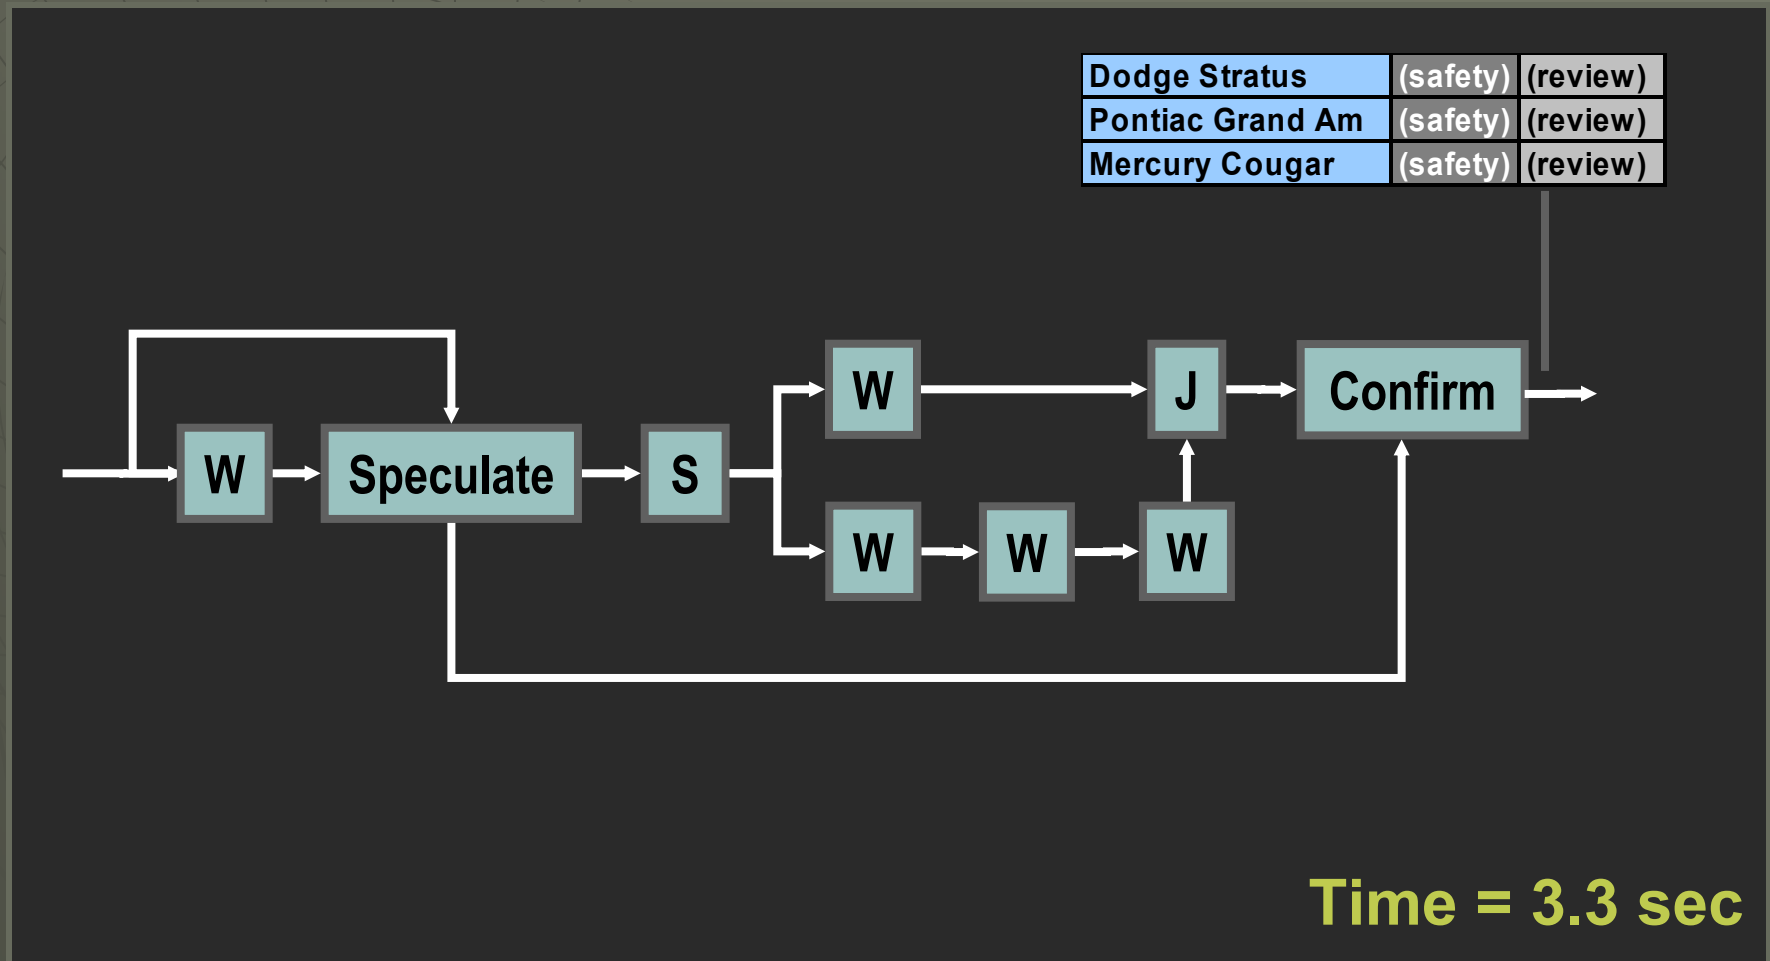 Dodge Stratus (safety) (review)
Pontiac Grand Am (safety) (review)
Mercury Cougar (safety) (review)
W J Confirm
W Speculate S
W W W
Time = 3.3 sec